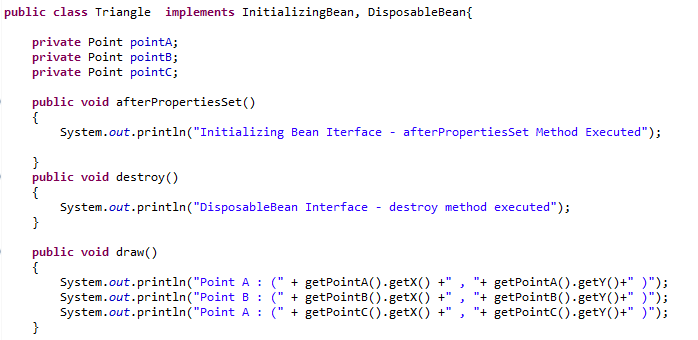 public class Triangle  implements InitializingBean, DisposableBean{
private Point pointA;
private Point pointB;
private Point pointC;
public void afterPropertiesSet()
{
System.out.println("Initializing Bean Iterface - afterPropertiesSet Method Executed");
}
public void destroy()
{
System.out.println("DisposableBean Interface - destroy method executed");
}
public void draw()
{
System.out.println("Point A : (" + getPointA().getX() +" , "+ getPointA().getY()+" )");
System.out.println("Point B : (" + getPointB().getX() +" , "+ getPointB().getY()+" )");
System.out.println("Point A : (" + getPointC().getX() +" , "+ getPointC().getY()+" )");
}